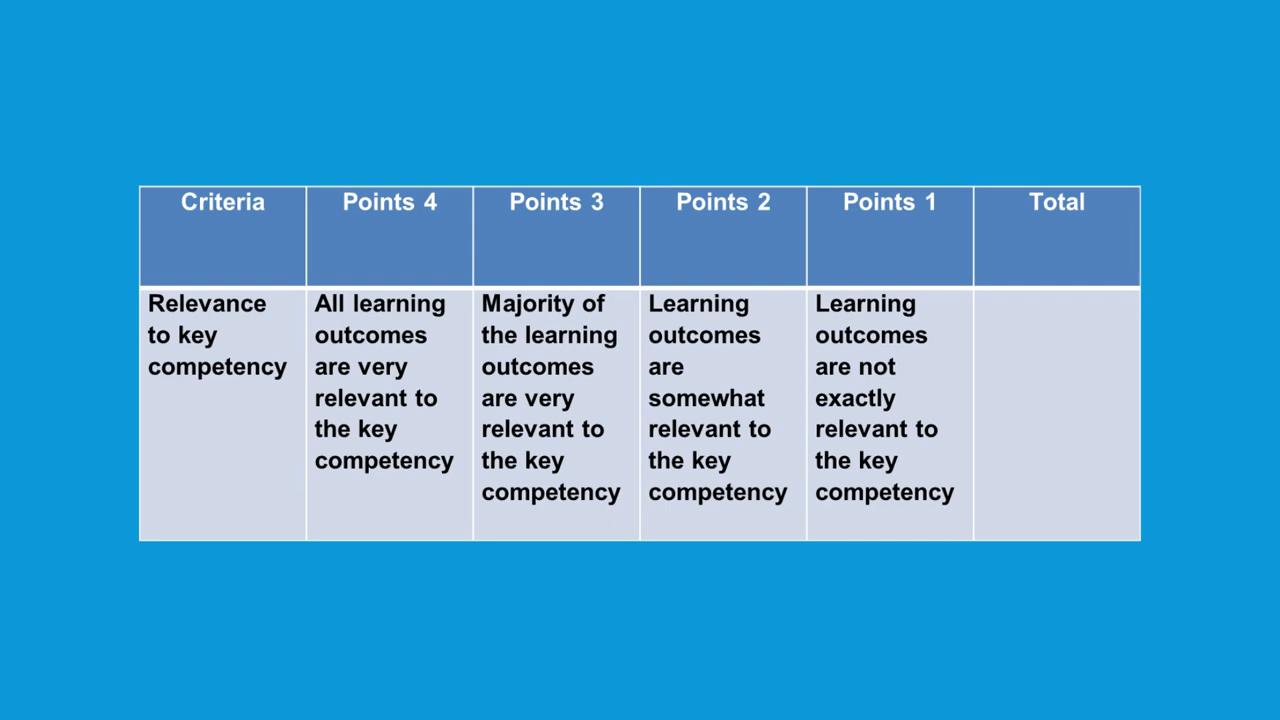 Criteria
Points 4
Points 3
Points 2
Points 1
Total
Relevance
to key
competency
All learning
outcomes
are very
relevant to
the key
competency
Majority of
the learning
outcomes
are very
relevant to
the key
competency
Learning
outcomes
are
somewhat
relevant to
the key
competency
Learning
outcomes
are not
exactly
relevant to
the key
competency